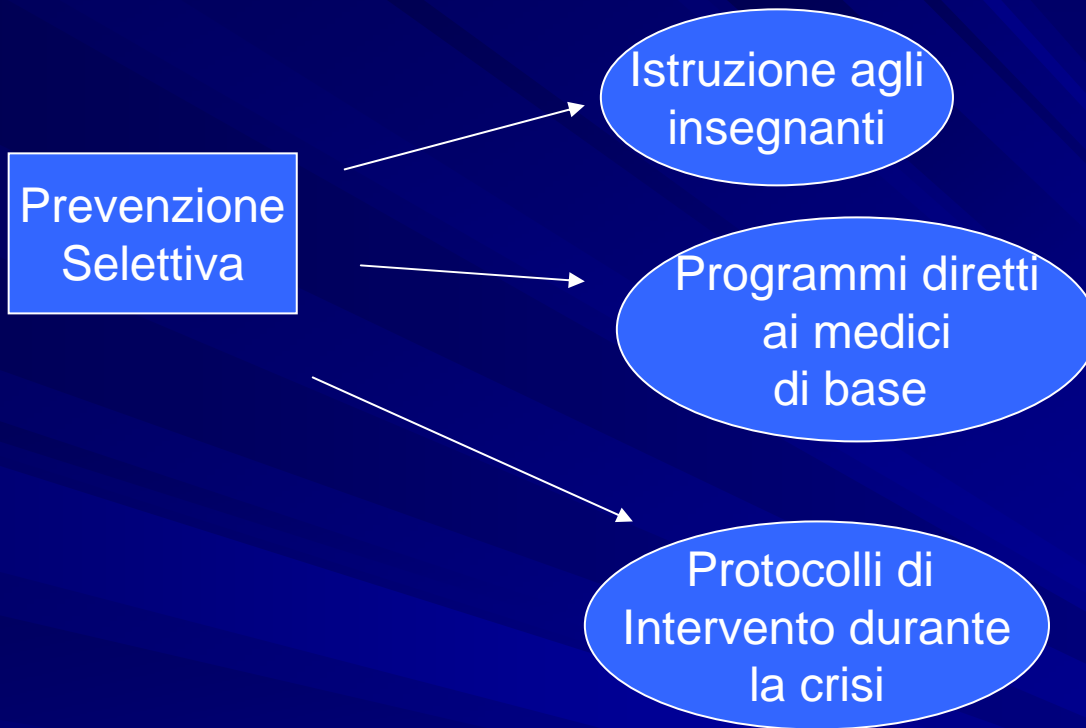 Prevenzione
Selettiva
Istruzione agli
insegnanti
Programmi diretti
ai medici
di base
Protocolli di
Intervento durante
la crisi